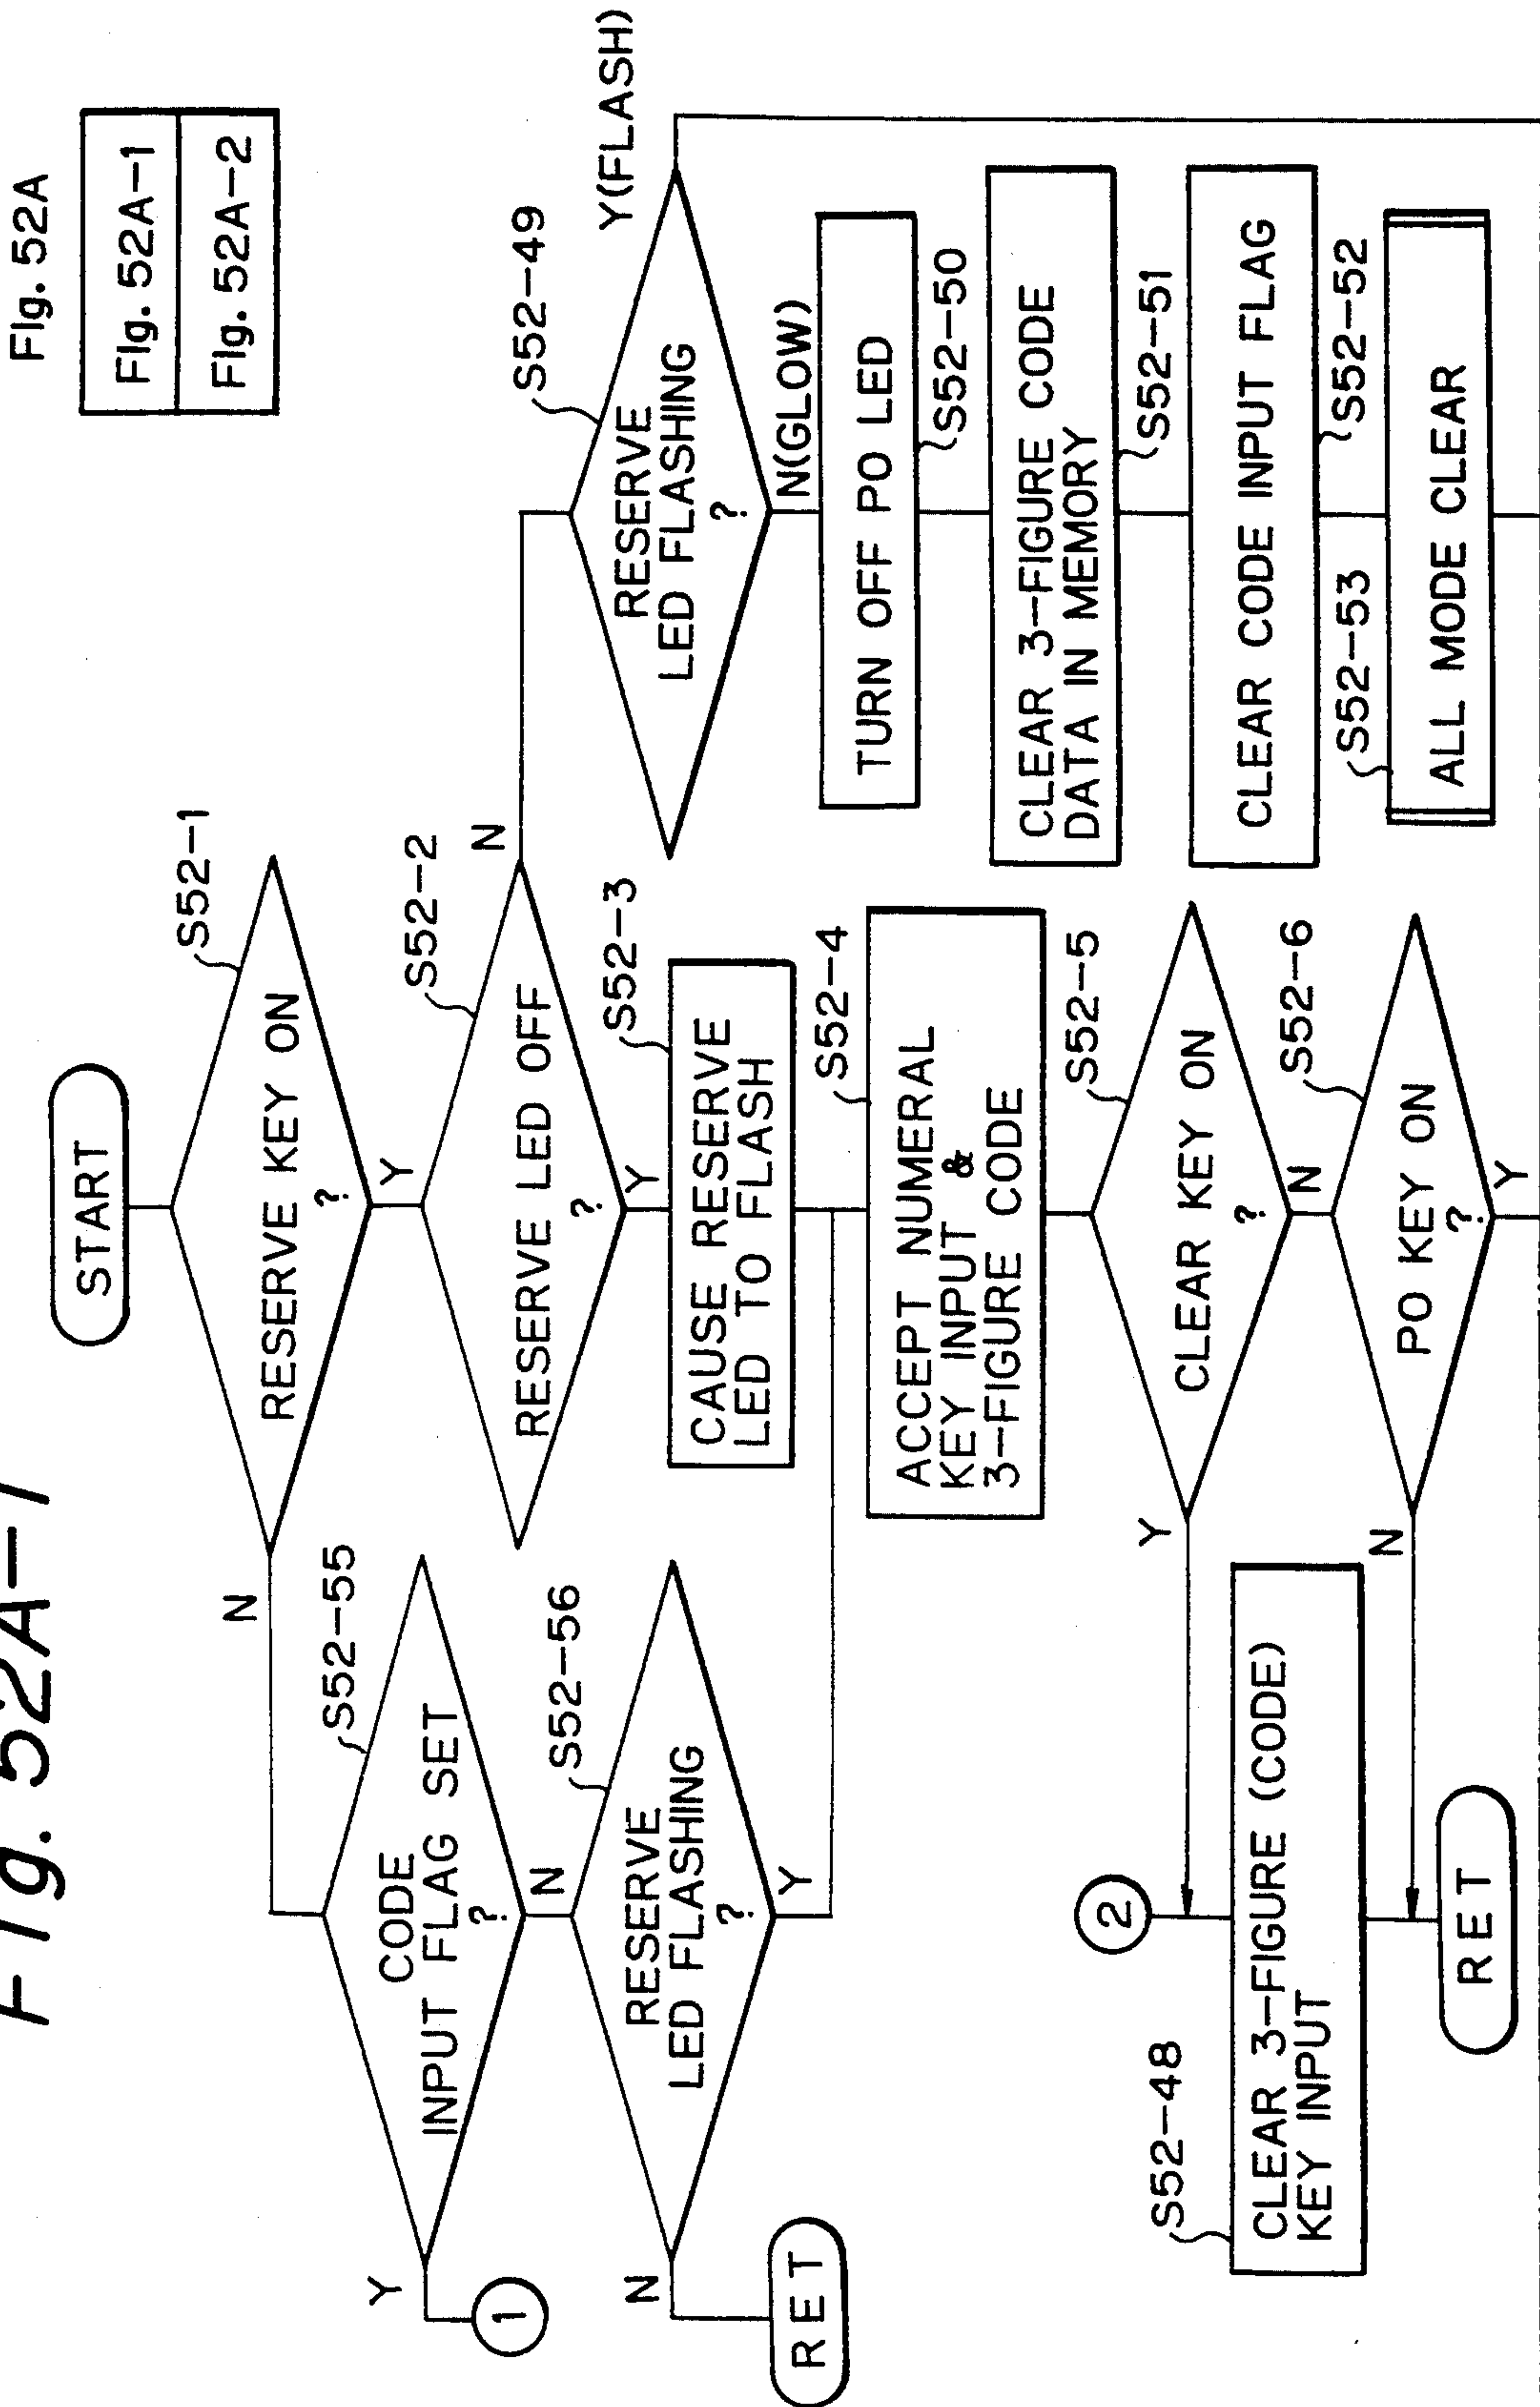 Fig. 52A-1
Fig. 52A
Fig. 52A-1
Fig. 52A-2
START
S52-1
RESERVE KEY ON
?
N
Y
S52-2
RESERVE LED OFF
?
N
Y
S52-3
CAUSE RESERVE
LED TO FLASH
S52-4
ACCEPT NUMERAL
KEY INPUT &
3-FIGURE CODE
S52-5
CLEAR KEY ON
?
Y
N
S52-6
PO KEY ON
?
N
Y
S52-55
CODE
INPUT FLAG SET
?
Y
1
N
S52-56
RESERVE
LED FLASHING
?
N
RET
Y
2
S52-48
CLEAR 3-FIGURE (CODE)
KEY INPUT
RET
S52-49
RESERVE
LED FLASHING
?
Y(FLASH)
N(GLOW)
TURN OFF PO LED
S52-50
CLEAR 3-FIGURE CODE
DATA IN MEMORY
S52-51
CLEAR CODE INPUT FLAG
S52-52
S52-53
ALL MODE CLEAR